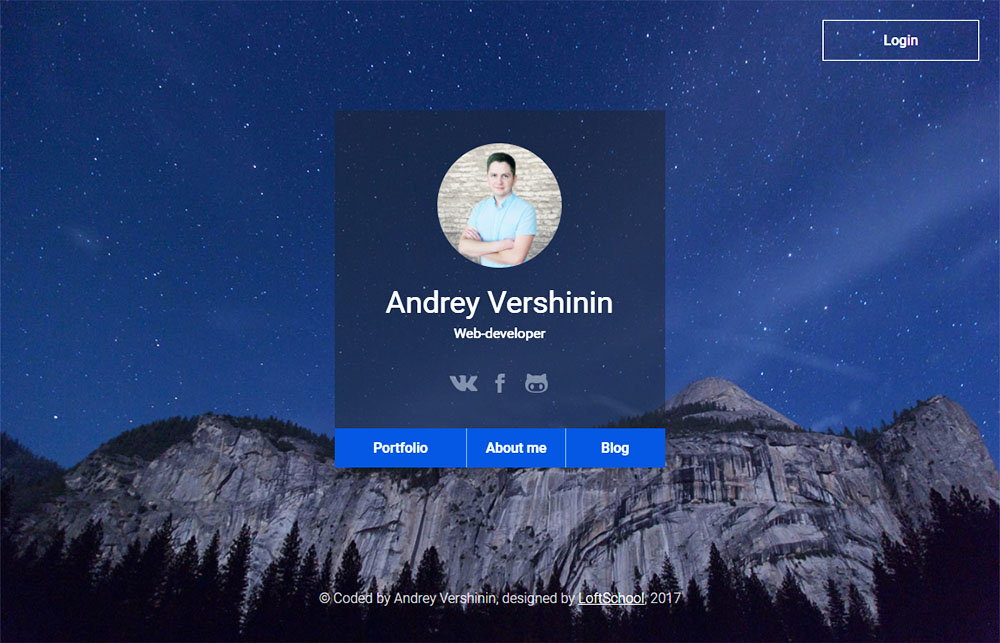 Login
Andrey Vershinin
Web-developer
Portfolio About me Blog
© Coded by Andrey Vershinin, designed by LoftSchool, 2017